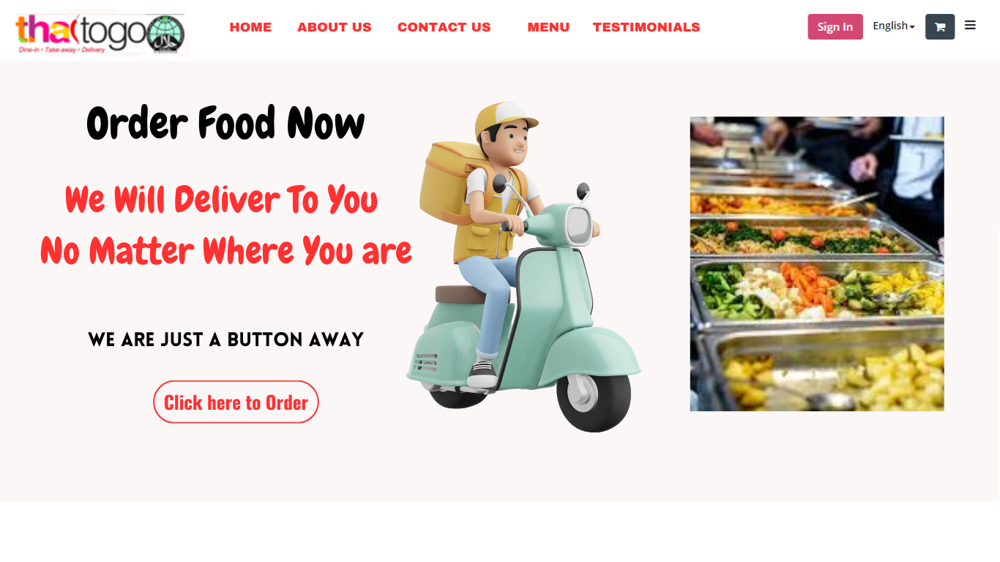 thaitogo
Dine-in • Take-away • Delivery
HOME
ABOUT US
CONTACT US
MENU
TESTIMONIALS
Sign In
English
Order Food Now
We Will Deliver To You
No Matter Where You are
WE ARE JUST A BUTTON AWAY
Click here to Order